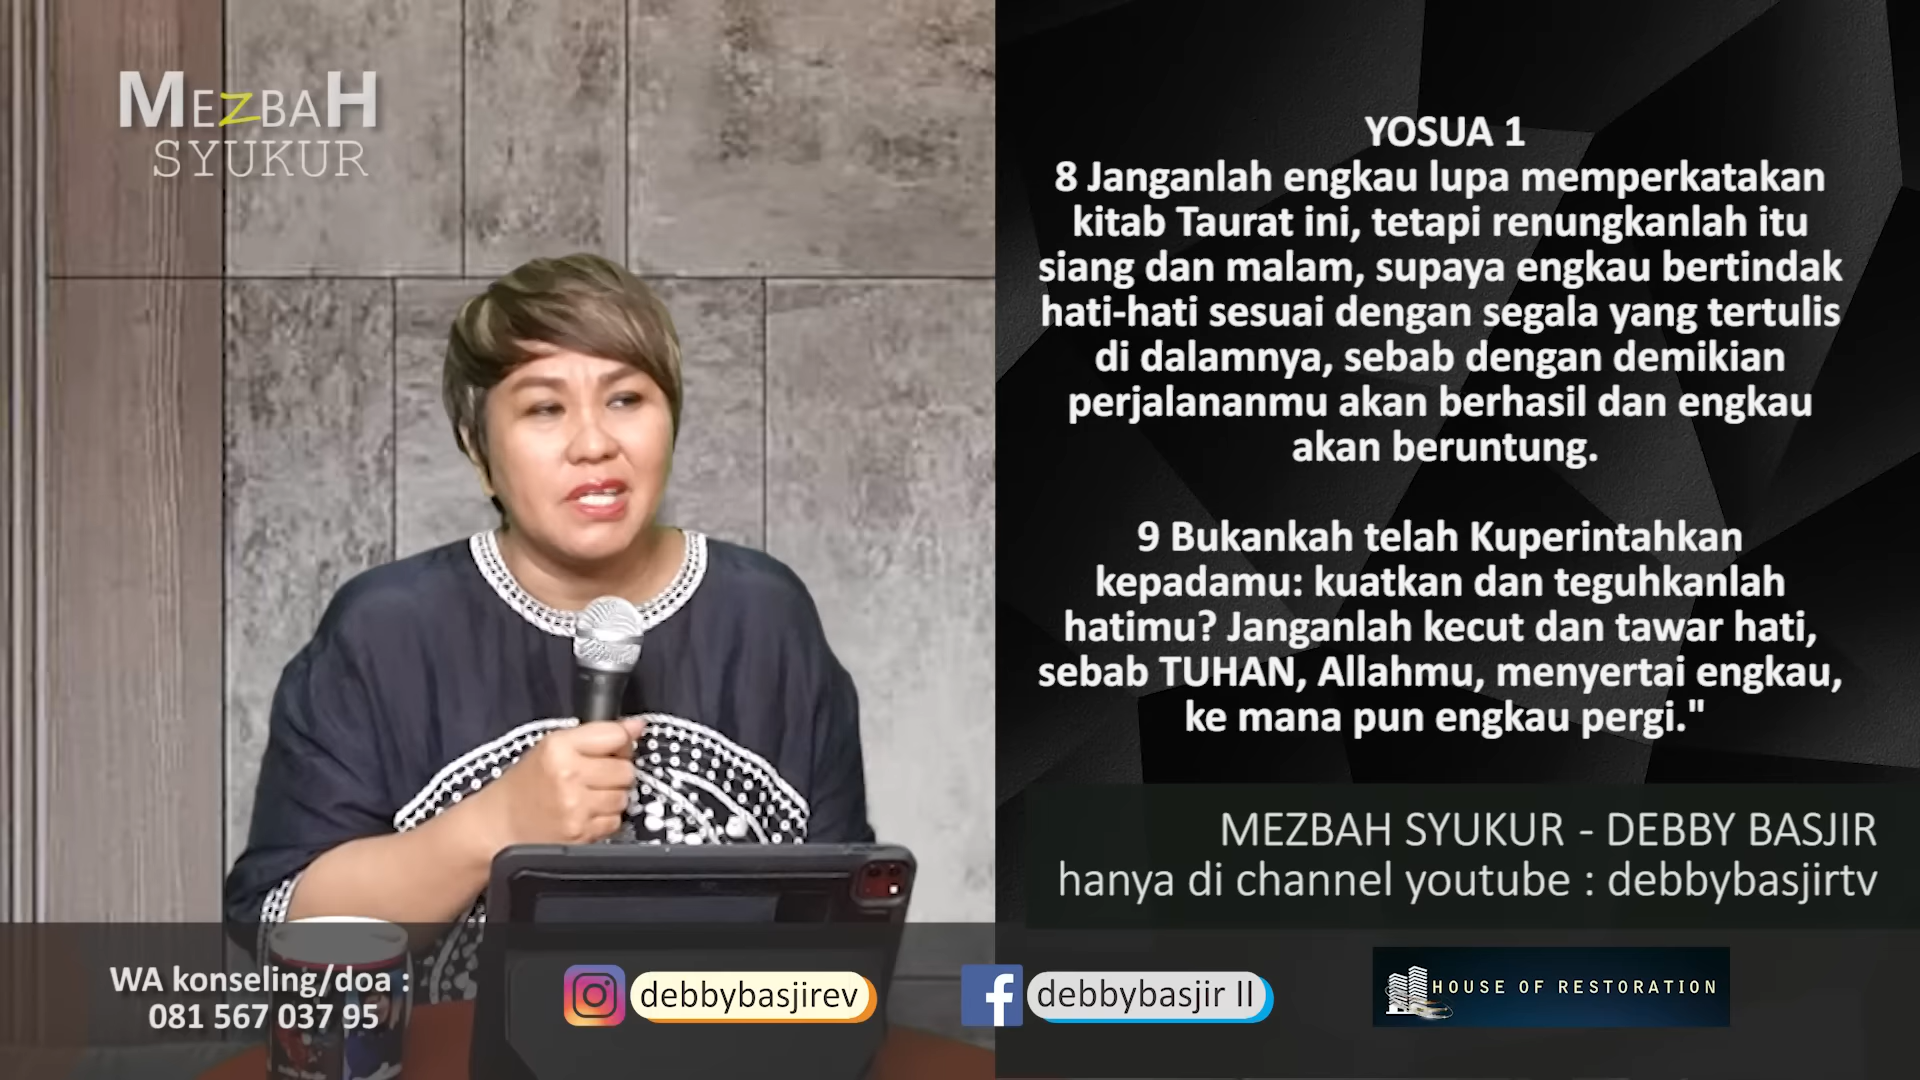 MEZBAH
SYUKUR
YOSUA 1
8 Janganlah engkau lupa memperkatakan
kitab Taurat ini, tetapi renungkanlah itu
siang dan malam, supaya engkau bertindak
hati-hati sesuai dengan segala yang tertulis
di dalamnya, sebab dengan demikian
perjalananmu akan berhasil dan engkau
akan beruntung.
9 Bukankah telah Kuperintahkan
kepadamu: kuatkan dan teguhkanlah
hatimu? Janganlah kecut dan tawar hati,
sebab TUHAN, Allahmu, menyertai engkau,
ke mana pun engkau pergi."
MEZBAH SYUKUR - DEBBY BASJIR
hanya di channel youtube : debbybasjirtv
WA konseling/doa :
081 567 037 95
debbybasjirev
debbybasjir II
HOUSE OF RESTORATION